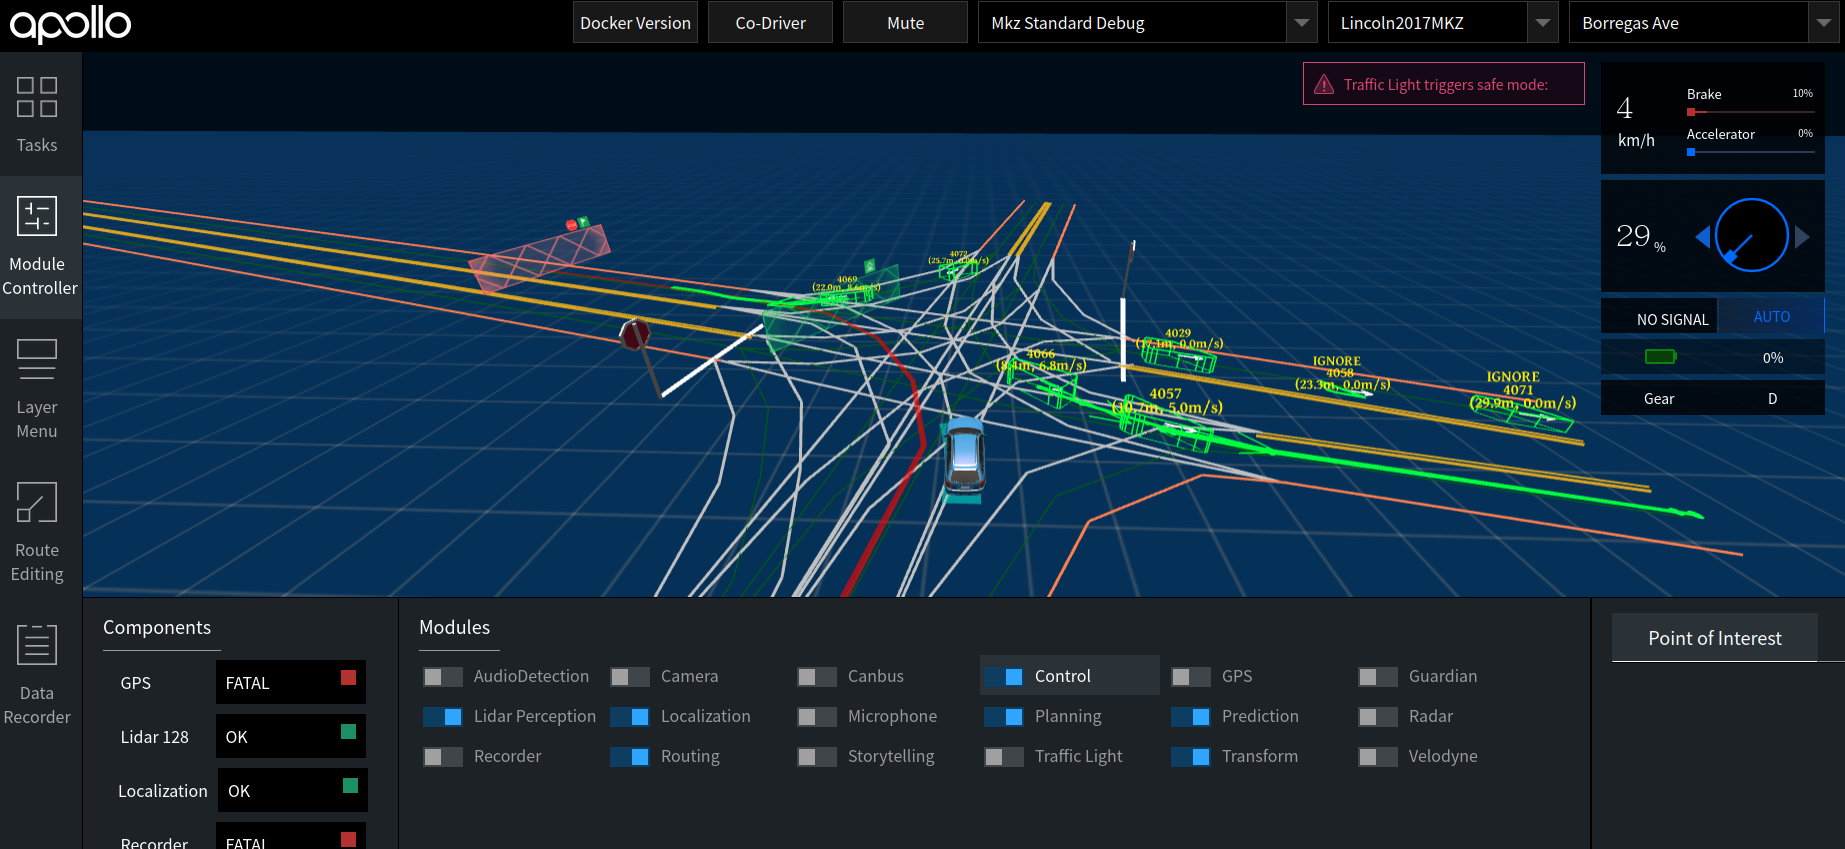 apollo
Docker Version
Co-Driver
Mute
Mkz Standard Debug
Lincoln2017MKZ
Borregas Ave
Tasks
Module
Controller
Layer
Menu
Route
Editing
Data
Recorder
Traffic Light triggers safe mode:
4
km/h
Brake
10%
Accelerator
0%
29 %
NO SIGNAL
AUTO
0%
Gear
D
4069
(22.0m, 8.6m/s)
(25.7m, 0.0m/s)
4029
(17.1m, 0.0m/s)
4066
(8.4m, 6.8m/s)
4057
(10.7m, 5.0m/s)
IGNORE
4058
(23.3m, 0.0m/s)
IGNORE
4071
(29.9m, 0.0m/s)
Components
GPS
FATAL
Lidar 128
OK
Localization
OK
Recorder
FATAL
Modules
AudioDetection
Camera
Canbus
Control
GPS
Guardian
Lidar Perception
Localization
Microphone
Planning
Prediction
Radar
Recorder
Routing
Storytelling
Traffic Light
Transform
Velodyne
Point of Interest